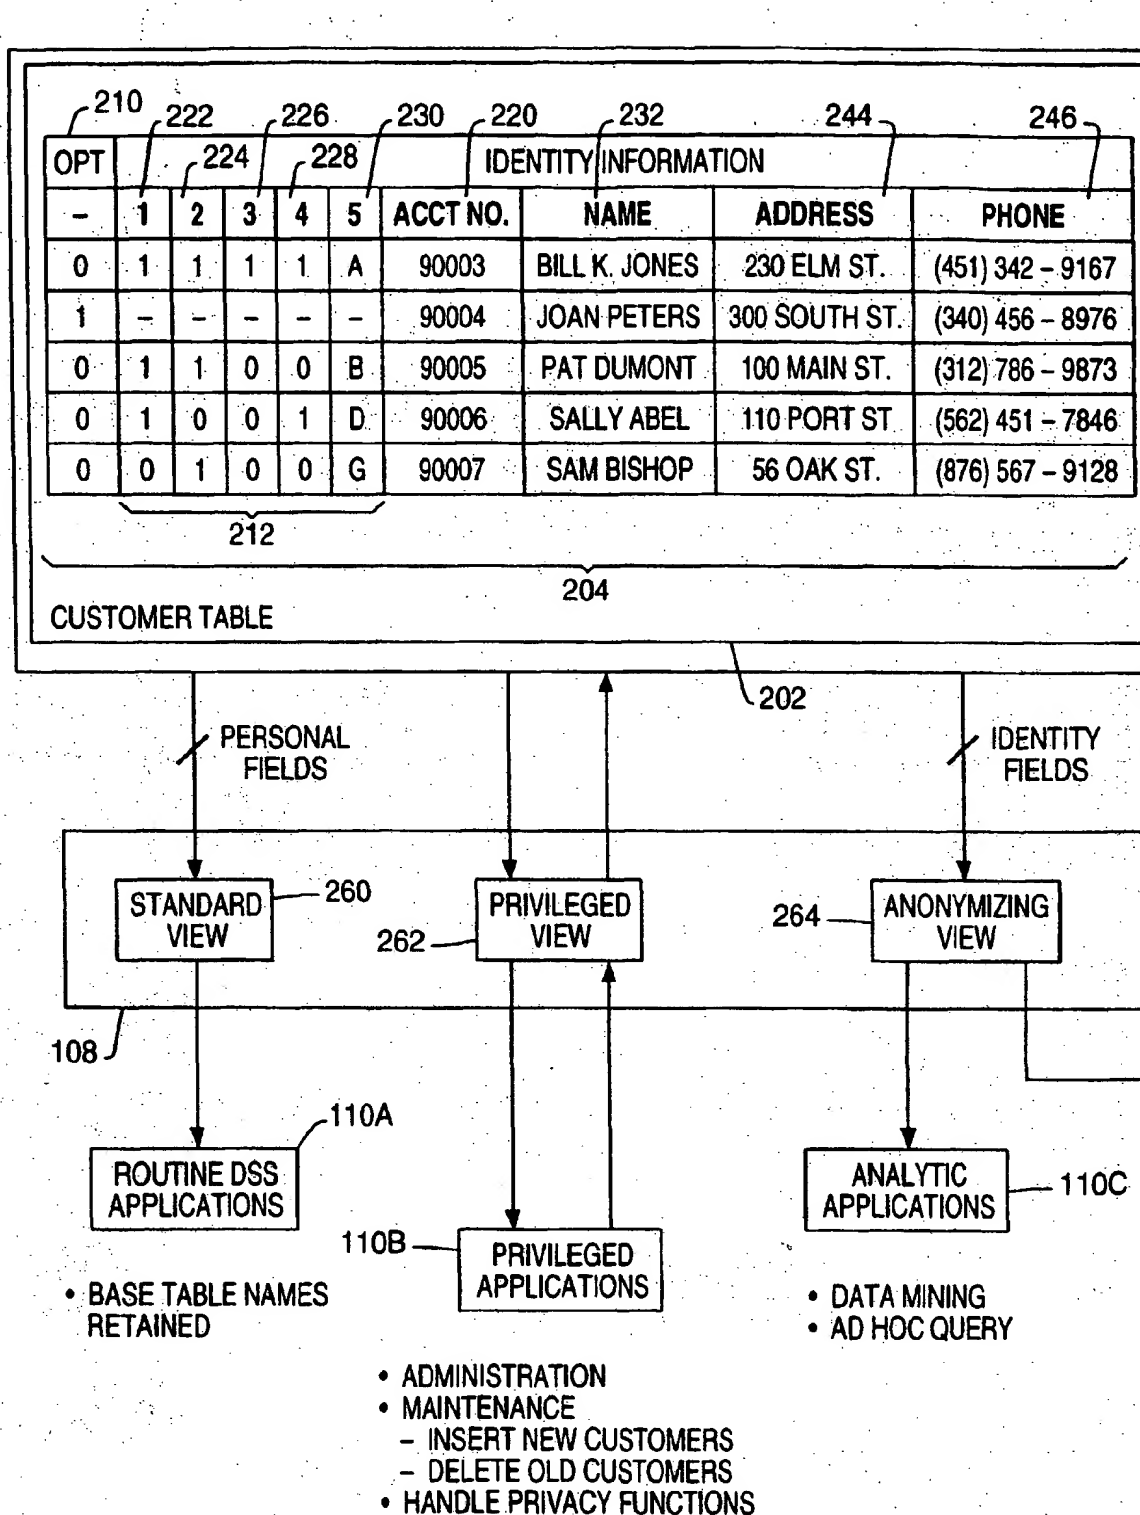 210 222 226 230 220 232 244 246
OPT 224 228 IDENTITY INFORMATION
– 1 2 3 4 5 ACCT NO. NAME ADDRESS PHONE
0 1 1 1 1 A 90003 BILL K. JONES 230 ELM ST. (451) 342 – 9167
1 – – – – – 90004 JOAN PETERS 300 SOUTH ST. (340) 456 – 8976
0 1 1 0 0 B 90005 PAT DUMONT 100 MAIN ST. (312) 786 – 9873
0 1 0 0 1 D 90006 SALLY ABEL 110 PORT ST (562) 451 – 7846
0 0 1 0 0 G 90007 SAM BISHOP 56 OAK ST. (876) 567 – 9128
212
204
CUSTOMER TABLE
202
PERSONAL
FIELDS
IDENTITY
FIELDS
STANDARD
VIEW
260
262
PRIVILEGED
VIEW
264
ANONYMIZING
VIEW
108
110A
ROUTINE DSS
APPLICATIONS
110B
PRIVILEGED
APPLICATIONS
ANALYTIC
APPLICATIONS
110C
• BASE TABLE NAMES
RETAINED
• DATA MINING
• AD HOC QUERY
• ADMINISTRATION
• MAINTENANCE
– INSERT NEW CUSTOMERS
– DELETE OLD CUSTOMERS
• HANDLE PRIVACY FUNCTIONS